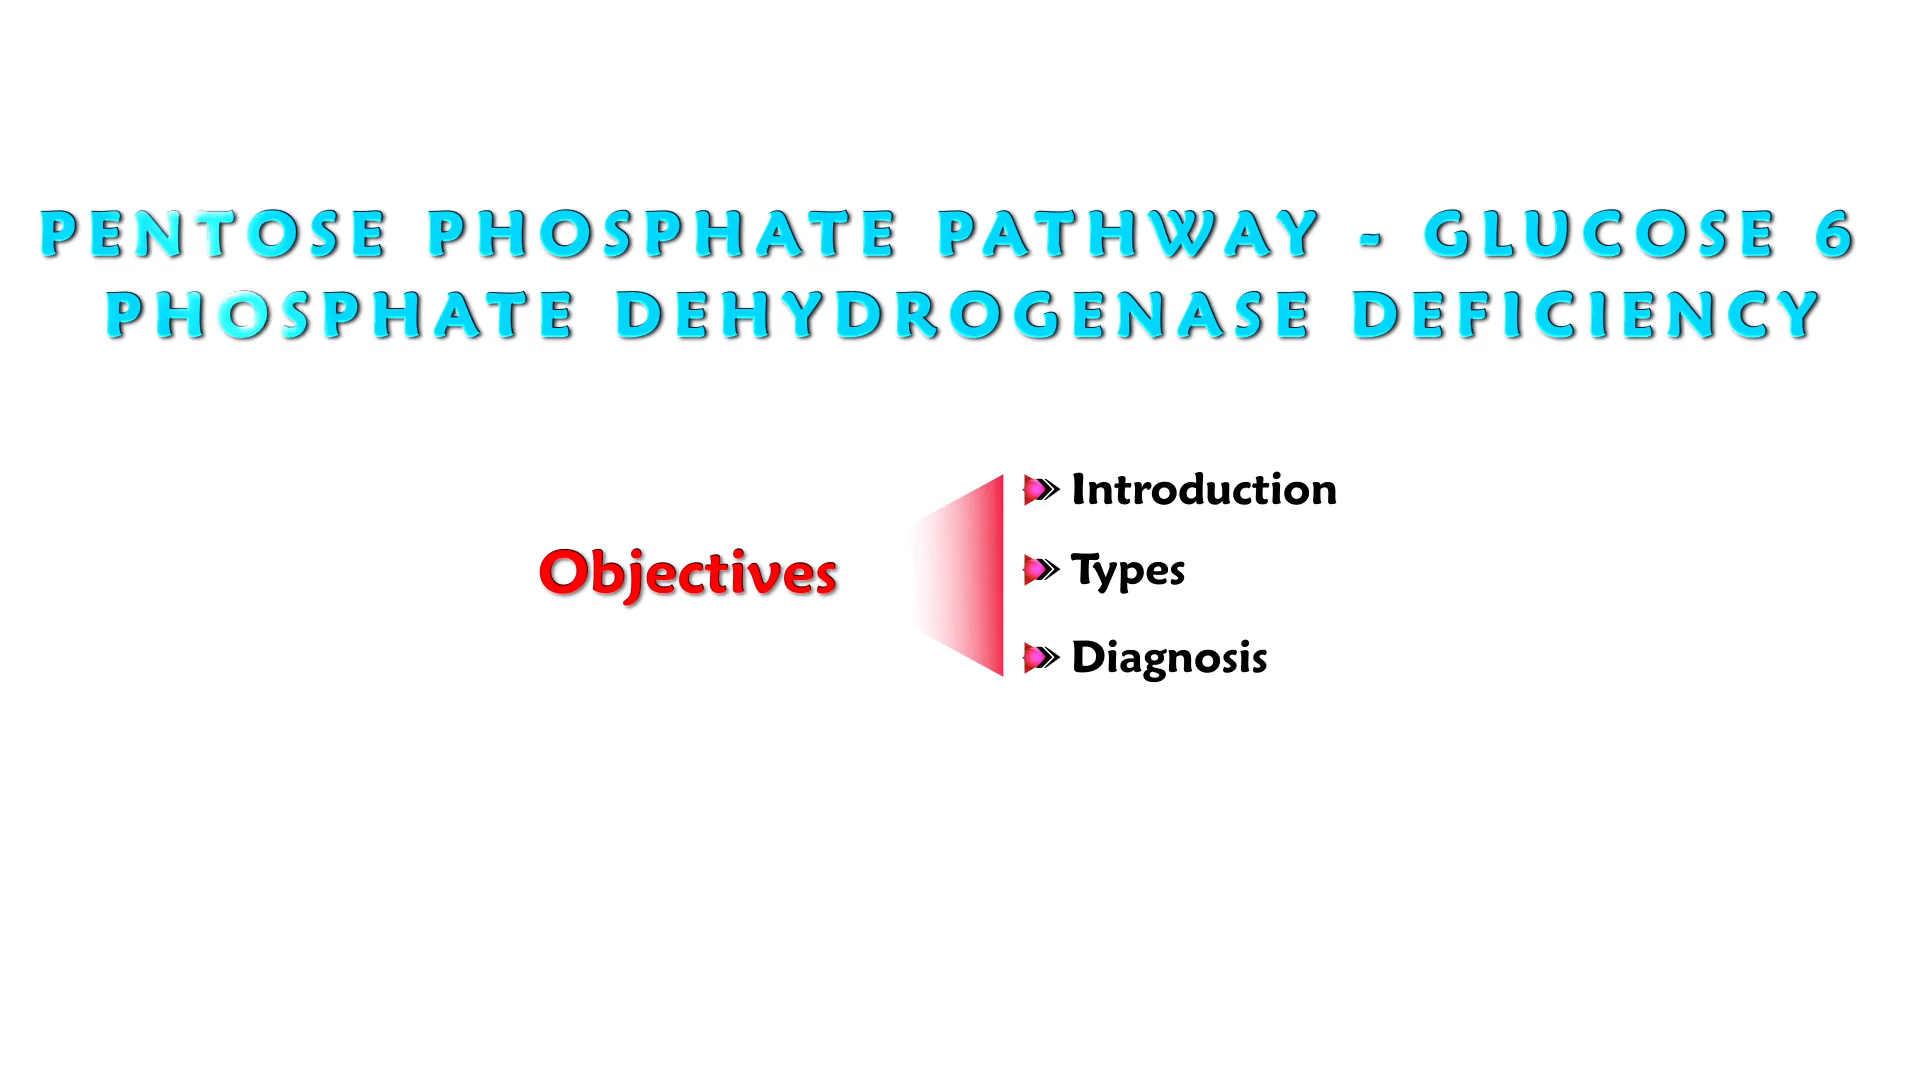 PENTOSE PHOSPHATE PATHWAY - GLUCOSE 6
PHOSPHATE DEHYDROGENASE DEFICIENCY
Objectives
Introduction
Types
Diagnosis